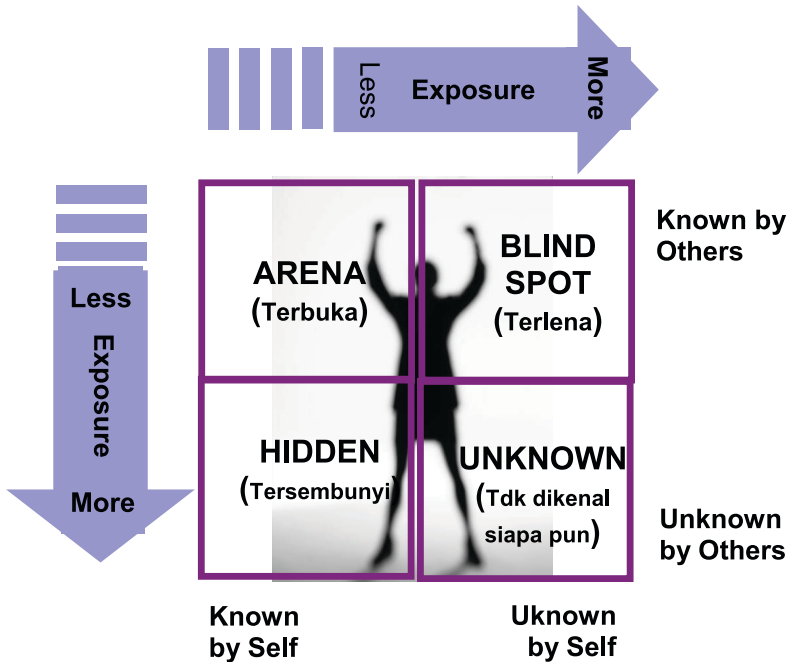 Less Exposure More
Less
Exposure
More
ARENA
(Terbuka)
BLIND
SPOT
(Terlena)
Known by
Others
HIDDEN
(Tersembunyi)
UNKNOWN
(Tdk dikenal
siapa pun)
Unknown
by Others
Known
by Self
Uknown
by Self